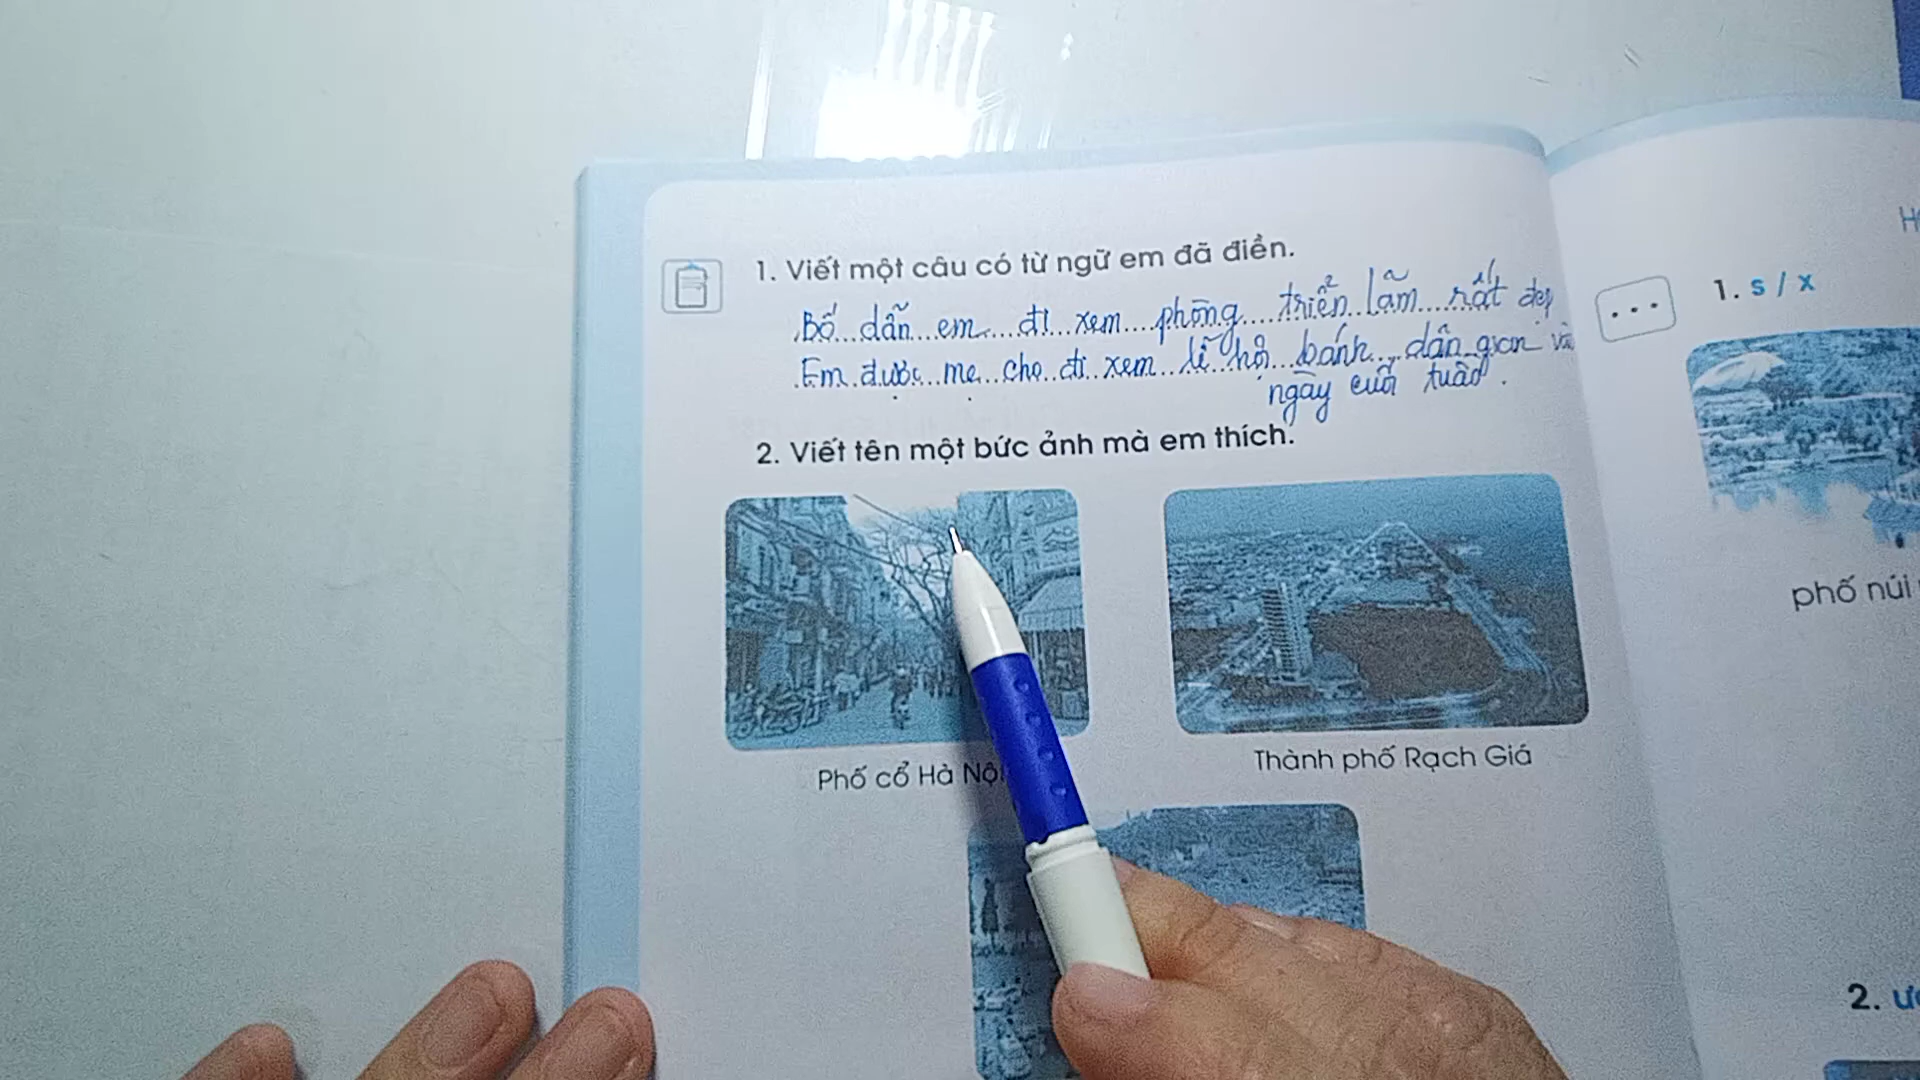 1. Viết một câu có từ ngữ em đã điền.
Bố dẫn em đi xem phòng triển lãm rất đẹp
Em được mẹ cho đi xem lễ hội bánh dân gian và
ngày cuối tuần.
2. Viết tên một bức ảnh mà em thích.
Phố cổ Hà Nội
Thành phố Rạch Giá
1. s / x
phố núi
2. ư